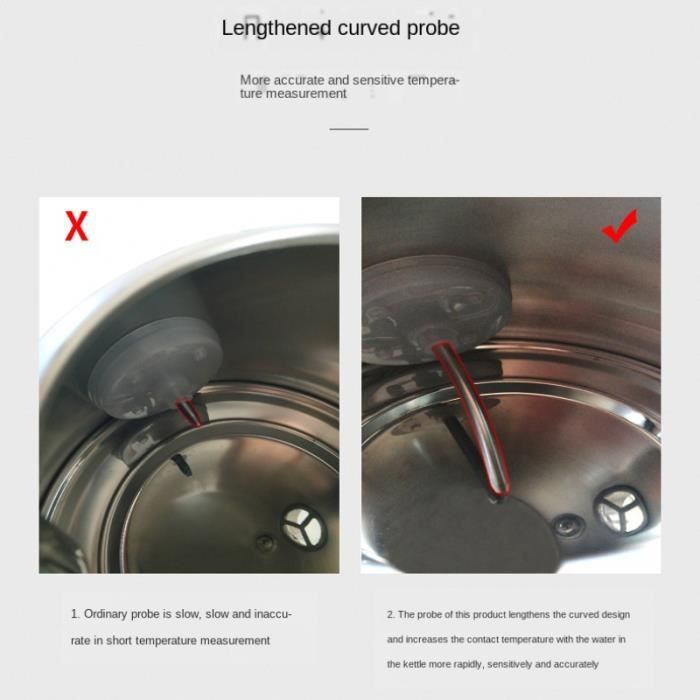 Lengthened curved probe
More accurate and sensitive tempera-
ture measurement
X
1. Ordinary probe is slow, slow and inaccu-
rate in short temperature measurement
2. The probe of this product lengthens the curved design
and increases the contact temperature with the water in
the kettle more rapidly, sensitively and accurately